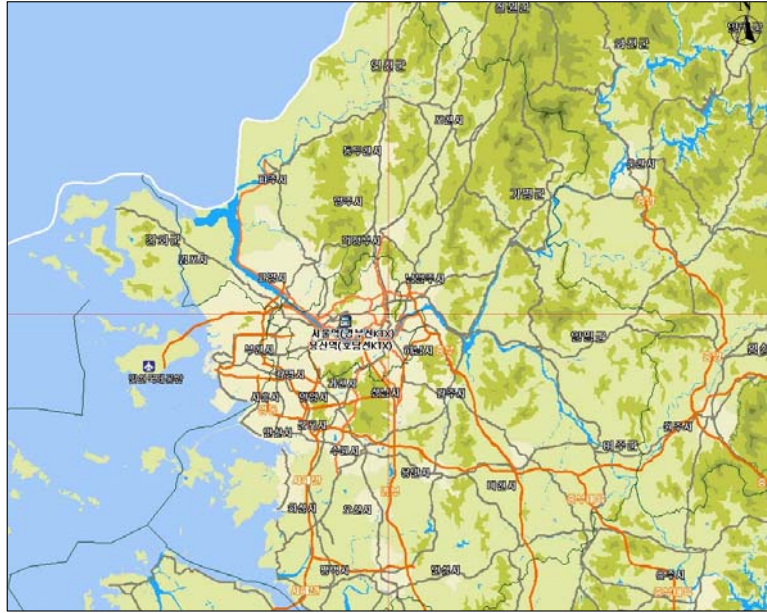 N
철원군
화천군
연천군
포천시
동두천시
춘천시
파주시
양주시
가평군
의정부시
강화군
김포시
고양시
남양주시
서울역(경부선KTX)
용산역(호남선KTX)
양평군
부천시
하남시
광명시
과천시
시흥시
안양시
성남시
광주시
원주시
군포시
안산시
수원시
여주군
용인시
이천시
화성시
오산시
평택시
안성시
충주시